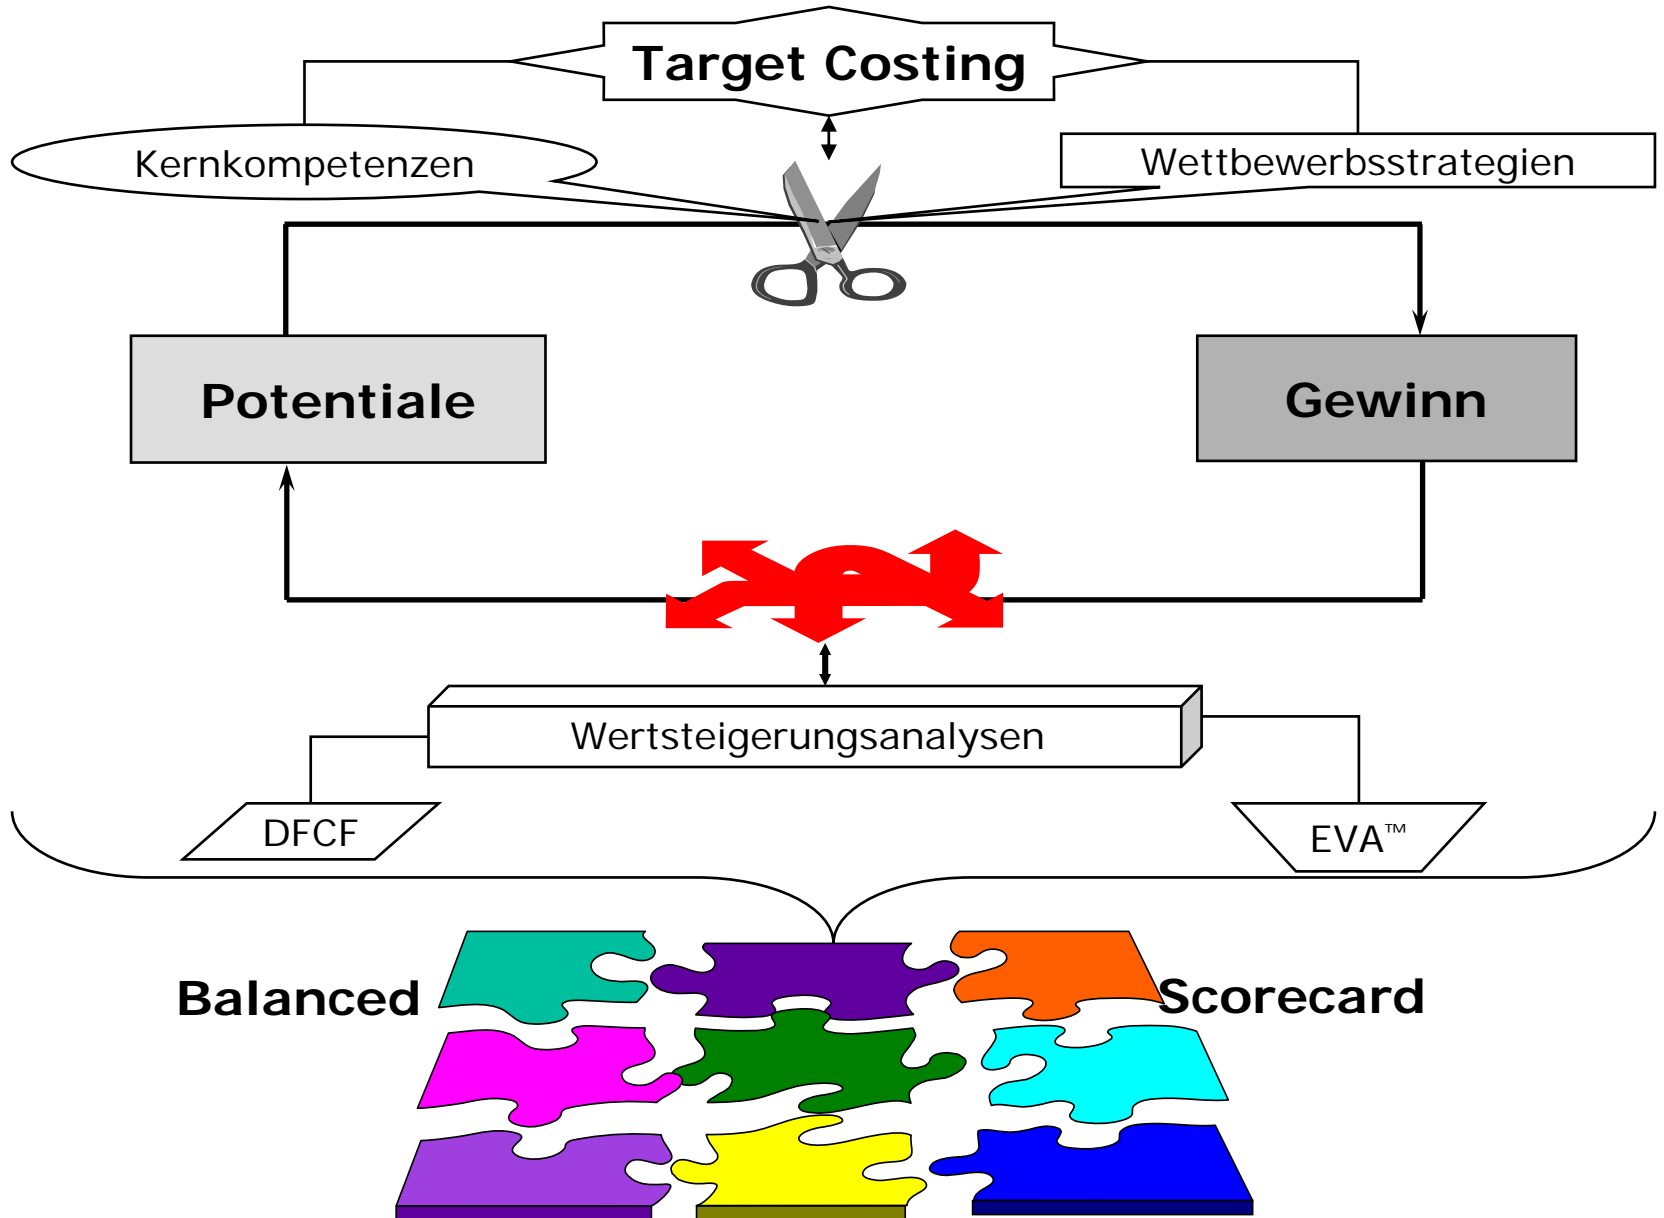 Target Costing
Kernkompetenzen
Wettbewerbsstrategien
Potentiale
Gewinn
Wertsteigerungsanalysen
DFCF
EVA™
Balanced
Scorecard